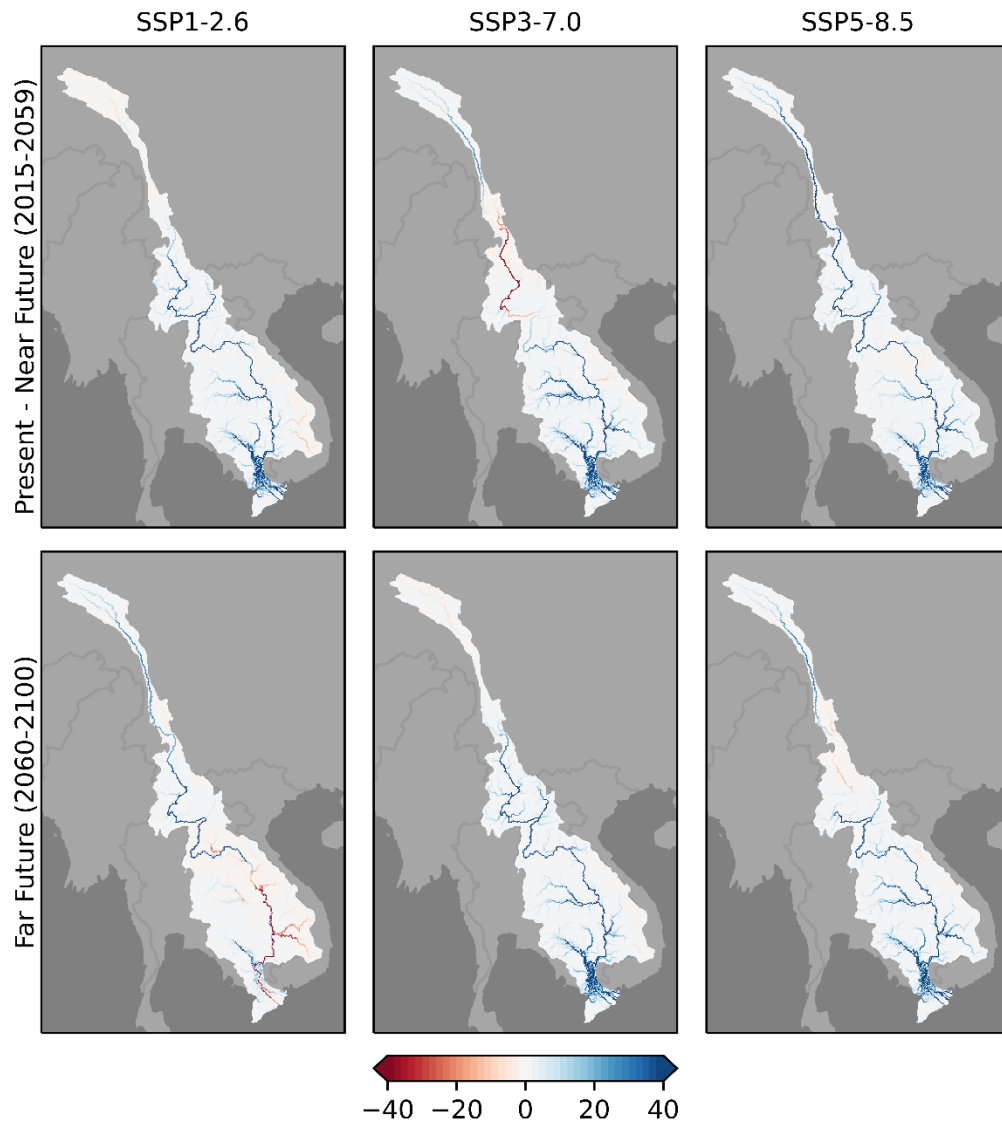 SSP1-2.6
SSP3-7.0
SSP5-8.5
Present - Near Future (2015-2059)
Far Future (2060-2100)
−40 −20 0 20 40